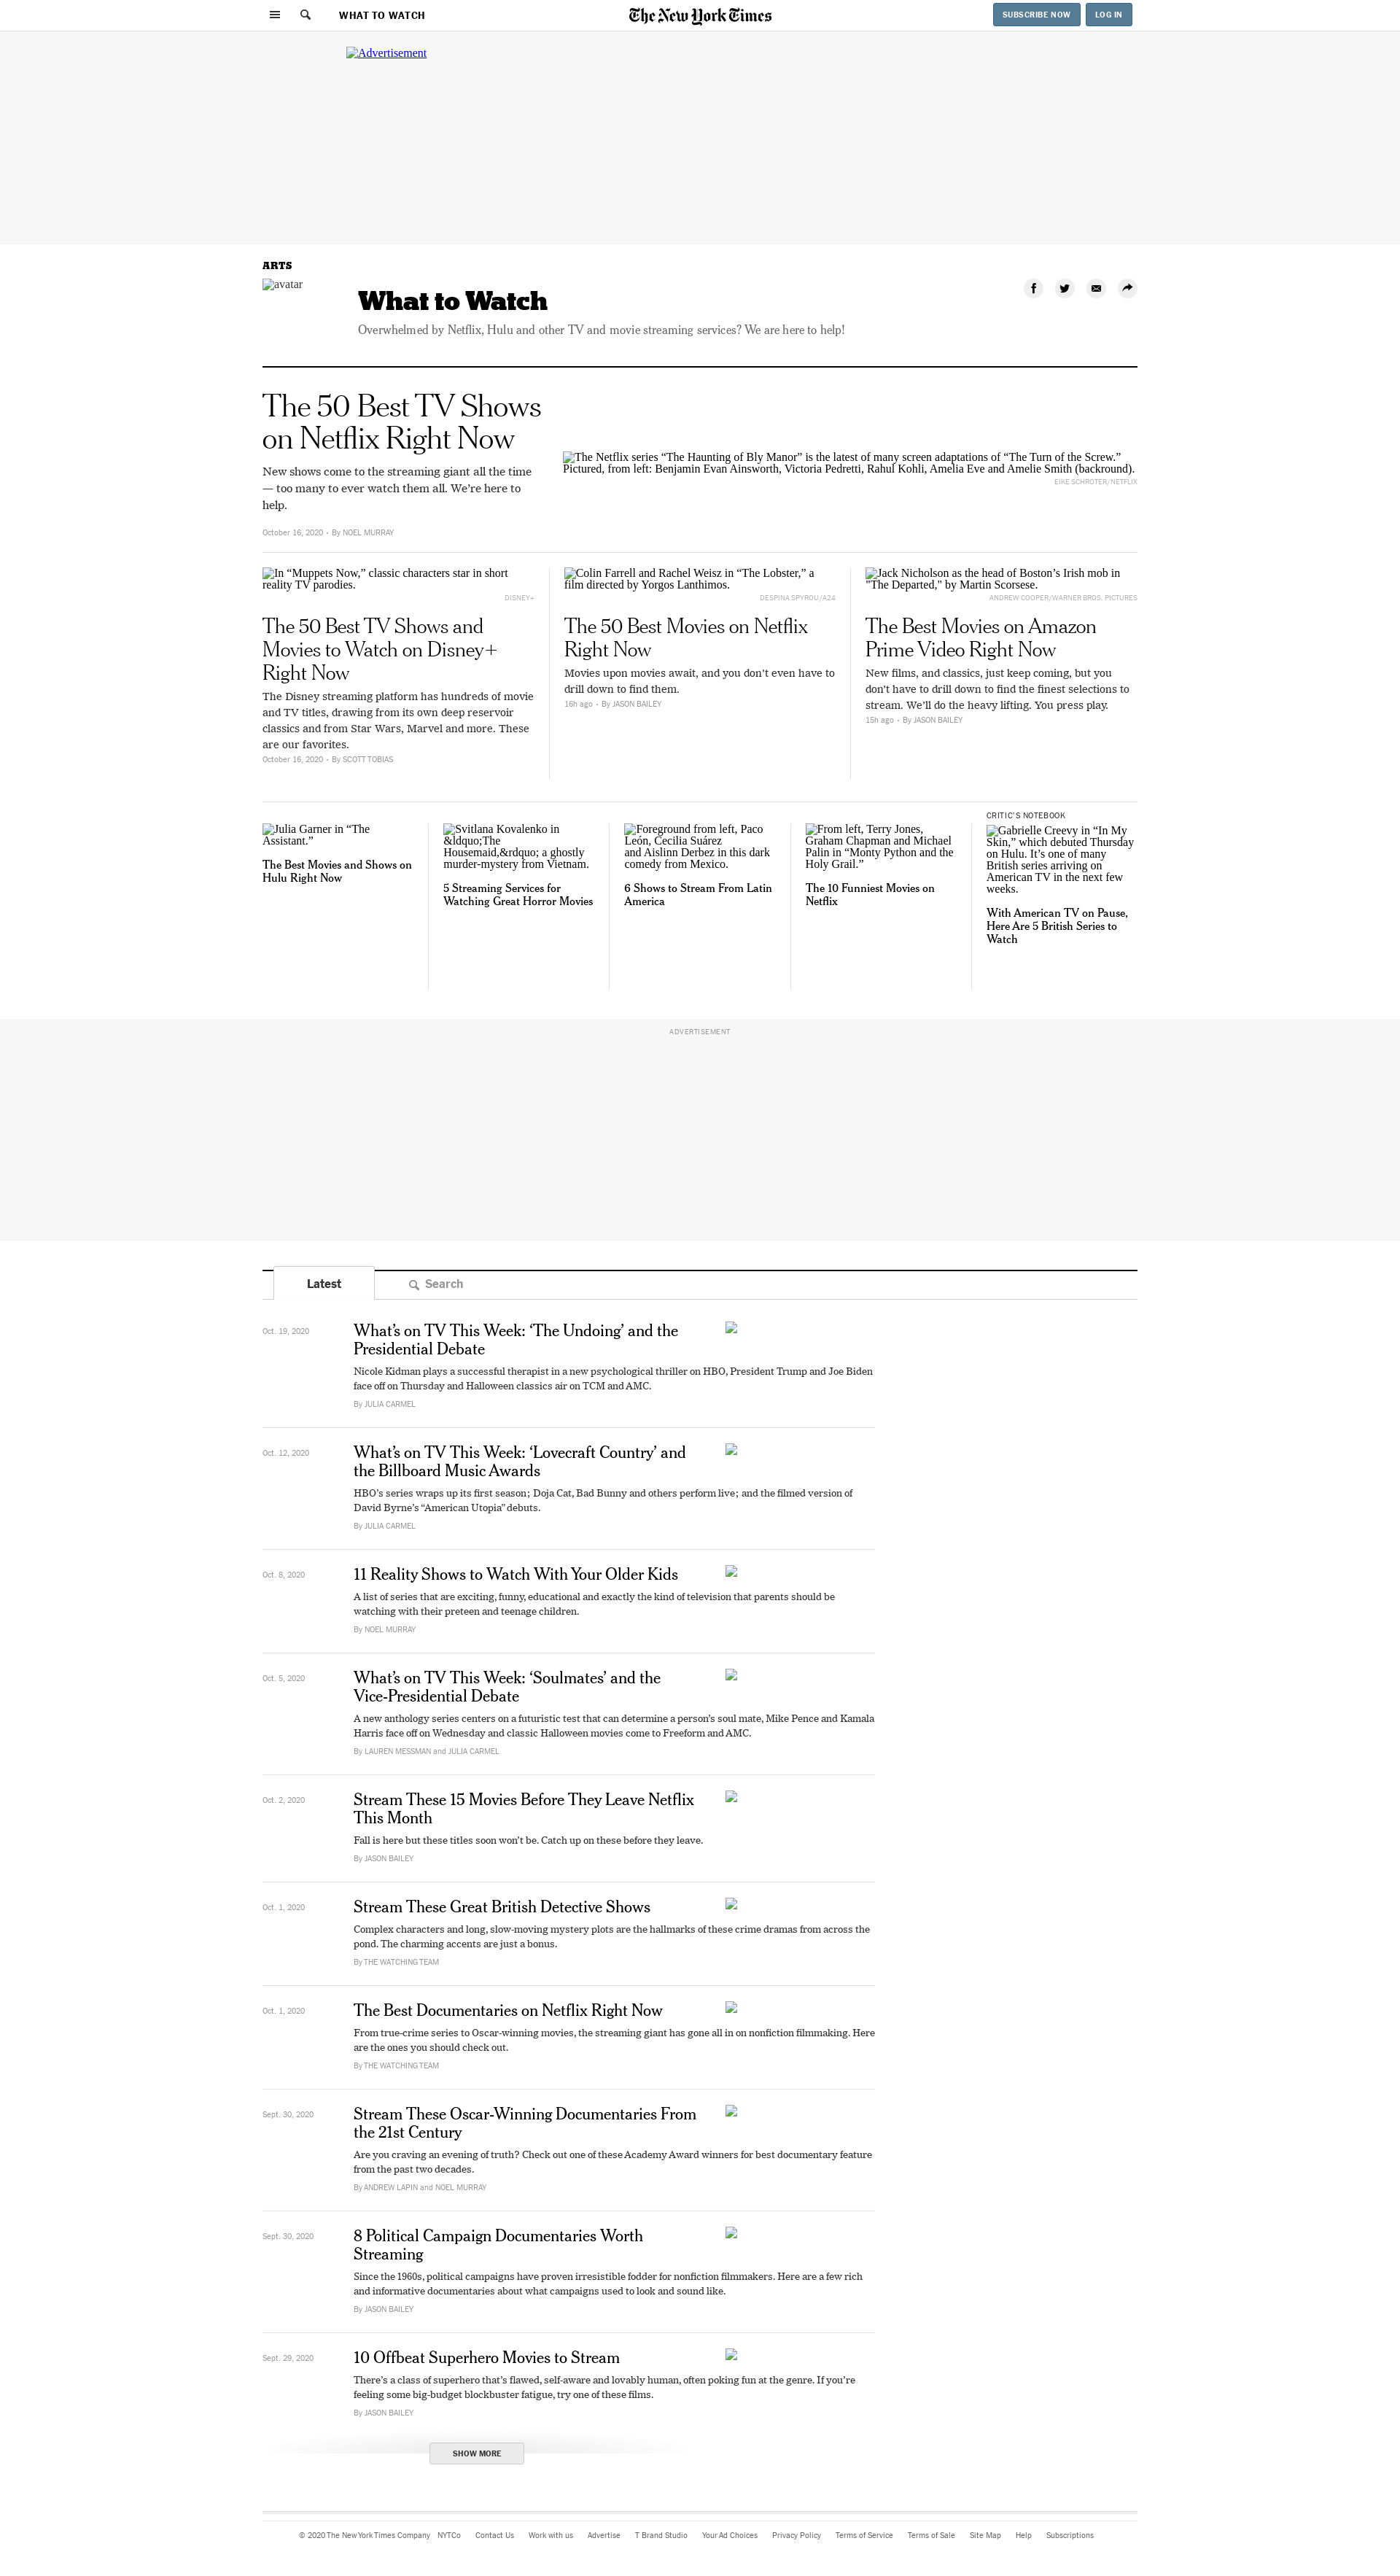 WHAT TO WATCH
The New York Times
SUBSCRIBE NOW
LOG IN
Advertisement
ARTS
avatar
What to Watch
Overwhelmed by Netflix, Hulu and other TV and movie streaming services? We are here to help!
The 50 Best TV Shows
on Netflix Right Now
New shows come to the streaming giant all the time
— too many to ever watch them all. We’re here to
help.
October 16, 2020 • By NOEL MURRAY
The Netflix series “The Haunting of Bly Manor” is the latest of many screen adaptations of “The Turn of the Screw.”
Pictured, from left: Benjamin Evan Ainsworth, Victoria Pedretti, Rahul Kohli, Amelia Eve and Amelie Smith (backround).
EIKE SCHROTER/NETFLIX
In “Muppets Now,” classic characters star in short
reality TV parodies.
DISNEY+
The 50 Best TV Shows and
Movies to Watch on Disney+
Right Now
The Disney streaming platform has hundreds of movie
and TV titles, drawing from its own deep reservoir
classics and from Star Wars, Marvel and more. These
are our favorites.
October 16, 2020 • By SCOTT TOBIAS
Colin Farrell and Rachel Weisz in “The Lobster,” a
film directed by Yorgos Lanthimos.
DESPINA SPYROU/A24
The 50 Best Movies on Netflix
Right Now
Movies upon movies await, and you don’t even have to
drill down to find them.
16h ago • By JASON BAILEY
Jack Nicholson as the head of Boston’s Irish mob in
"The Departed," by Martin Scorsese.
ANDREW COOPER/WARNER BROS. PICTURES
The Best Movies on Amazon
Prime Video Right Now
New films, and classics, just keep coming, but you
don’t have to drill down to find the finest selections to
stream. We’ll do the heavy lifting. You press play.
15h ago • By JASON BAILEY
Julia Garner in “The
Assistant.”
The Best Movies and Shows on
Hulu Right Now
Svitlana Kovalenko in
&ldquo;The
Housemaid,&rdquo; a ghostly
murder-mystery from Vietnam.
5 Streaming Services for
Watching Great Horror Movies
Foreground from left, Paco
León, Cecilia Suárez
and Aislinn Derbez in this dark
comedy from Mexico.
6 Shows to Stream From Latin
America
From left, Terry Jones,
Graham Chapman and Michael
Palin in “Monty Python and the
Holy Grail.”
The 10 Funniest Movies on
Netflix
CRITIC’S NOTEBOOK
Gabrielle Creevy in “In My
Skin,” which debuted Thursday
on Hulu. It’s one of many
British series arriving on
American TV in the next few
weeks.
With American TV on Pause,
Here Are 5 British Series to
Watch
ADVERTISEMENT
Latest
Search
Oct. 19, 2020
What’s on TV This Week: ‘The Undoing’ and the
Presidential Debate
Nicole Kidman plays a successful therapist in a new psychological thriller on HBO, President Trump and Joe Biden
face off on Thursday and Halloween classics air on TCM and AMC.
By JULIA CARMEL
Oct. 12, 2020
What’s on TV This Week: ‘Lovecraft Country’ and
the Billboard Music Awards
HBO’s series wraps up its first season; Doja Cat, Bad Bunny and others perform live; and the filmed version of
David Byrne’s “American Utopia” debuts.
By JULIA CARMEL
Oct. 8, 2020
11 Reality Shows to Watch With Your Older Kids
A list of series that are exciting, funny, educational and exactly the kind of television that parents should be
watching with their preteen and teenage children.
By NOEL MURRAY
Oct. 5, 2020
What’s on TV This Week: ‘Soulmates’ and the
Vice-Presidential Debate
A new anthology series centers on a futuristic test that can determine a person’s soul mate, Mike Pence and Kamala
Harris face off on Wednesday and classic Halloween movies come to Freeform and AMC.
By LAUREN MESSMAN and JULIA CARMEL
Oct. 2, 2020
Stream These 15 Movies Before They Leave Netflix
This Month
Fall is here but these titles soon won’t be. Catch up on these before they leave.
By JASON BAILEY
Oct. 1, 2020
Stream These Great British Detective Shows
Complex characters and long, slow-moving mystery plots are the hallmarks of these crime dramas from across the
pond. The charming accents are just a bonus.
By THE WATCHING TEAM
Oct. 1, 2020
The Best Documentaries on Netflix Right Now
From true-crime series to Oscar-winning movies, the streaming giant has gone all in on nonfiction filmmaking. Here
are the ones you should check out.
By THE WATCHING TEAM
Sept. 30, 2020
Stream These Oscar-Winning Documentaries From
the 21st Century
Are you craving an evening of truth? Check out one of these Academy Award winners for best documentary feature
from the past two decades.
By ANDREW LAPIN and NOEL MURRAY
Sept. 30, 2020
8 Political Campaign Documentaries Worth
Streaming
Since the 1960s, political campaigns have proven irresistible fodder for nonfiction filmmakers. Here are a few rich
and informative documentaries about what campaigns used to look and sound like.
By JASON BAILEY
Sept. 29, 2020
10 Offbeat Superhero Movies to Stream
There’s a class of superhero that’s flawed, self-aware and lovably human, often poking fun at the genre. If you’re
feeling some big-budget blockbuster fatigue, try one of these films.
By JASON BAILEY
SHOW MORE
© 2020 The New York Times Company NYTCo Contact Us Work with us Advertise T Brand Studio Your Ad Choices Privacy Policy Terms of Service Terms of Sale Site Map Help Subscriptions